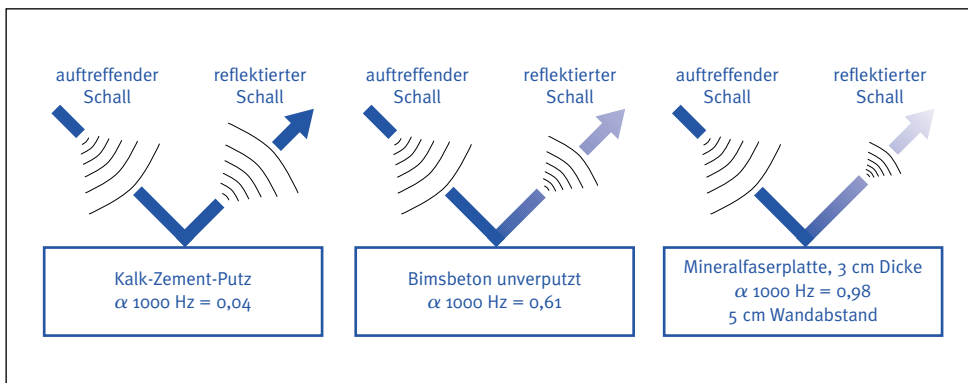 auftreffender
Schall
reflektierter
Schall
Kalk-Zement-Putz
α 1000 Hz = 0,04
auftreffender
Schall
reflektierter
Schall
Bimsbeton unverputzt
α 1000 Hz = 0,61
auftreffender
Schall
reflektierter
Schall
Mineralfaserplatte, 3 cm Dicke
α 1000 Hz = 0,98
5 cm Wandabstand